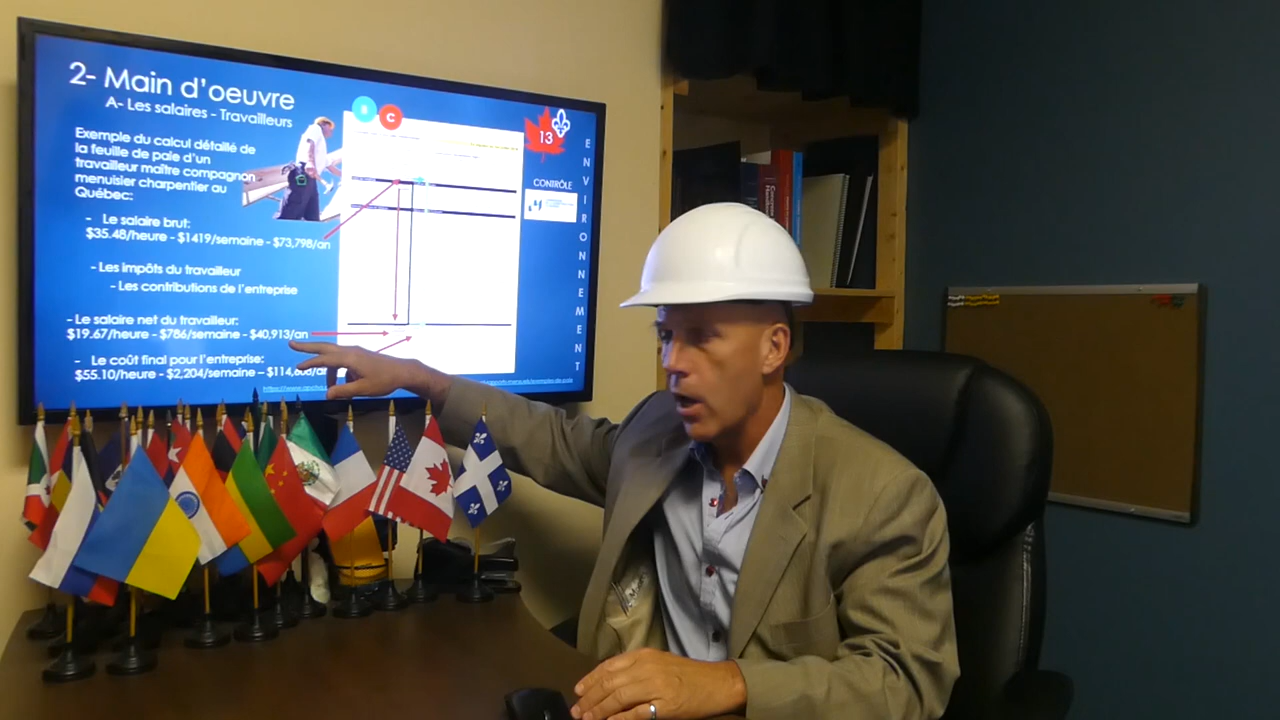 2- Main d'oeuvre
A- Les salaires - Travailleurs
Exemple du calcul détaillé de
la feuille de paie d'un
travailleur maître compagnon
menuisier charpentier au
Québec:
- Le salaire brut:
$35.48/heure - $1419/semaine - $73,798/an
- Les impôts du travailleur
- Les contributions de l'entreprise
- Le salaire net du travailleur:
$19.67/heure - $786/semaine - $40,913/an
- Le coût final pour l'entreprise:
$55.10/heure - $2,204/semaine –
B
C
13
CONTRÔLE
ENVIRONNEMENT